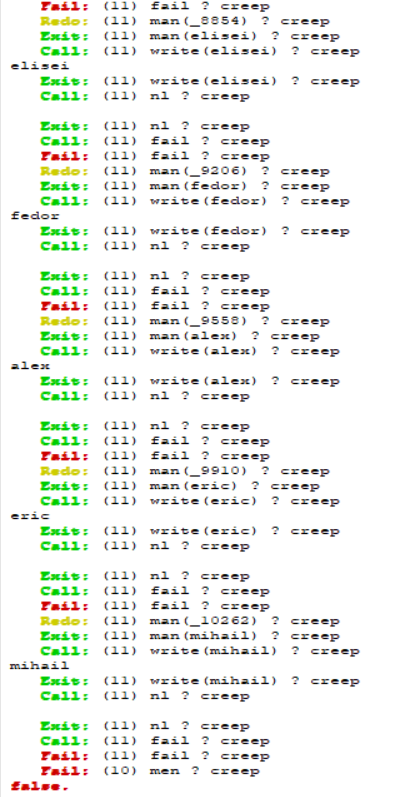 Fail: (11) fail ? creep
Redo: (11) man(_8854) ? creep
Exit: (11) man(elisei) ? creep
Call: (11) write(elisei) ? creep
elisei
Exit: (11) write(elisei) ? creep
Call: (11) nl ? creep
Exit: (11) nl ? creep
Call: (11) fail ? creep
Fail: (11) fail ? creep
Redo: (11) man(_9206) ? creep
Exit: (11) man(fedor) ? creep
Call: (11) write(fedor) ? creep
fedor
Exit: (11) write(fedor) ? creep
Call: (11) nl ? creep
Exit: (11) nl ? creep
Call: (11) fail ? creep
Fail: (11) fail ? creep
Redo: (11) man(_9558) ? creep
Exit: (11) man(alex) ? creep
Call: (11) write(alex) ? creep
alex
Exit: (11) write(alex) ? creep
Call: (11) nl ? creep
Exit: (11) nl ? creep
Call: (11) fail ? creep
Fail: (11) fail ? creep
Redo: (11) man(_9910) ? creep
Exit: (11) man(eric) ? creep
Call: (11) write(eric) ? creep
eric
Exit: (11) write(eric) ? creep
Call: (11) nl ? creep
Exit: (11) nl ? creep
Call: (11) fail ? creep
Fail: (11) fail ? creep
Redo: (11) man(_10262) ? creep
Exit: (11) man(mihail) ? creep
Call: (11) write(mihail) ? creep
mihail
Exit: (11) write(mihail) ? creep
Call: (11) nl ? creep
Exit: (11) nl ? creep
Call: (11) fail ? creep
Fail: (11) fail ? creep
Fail: (10) men ? creep
false.